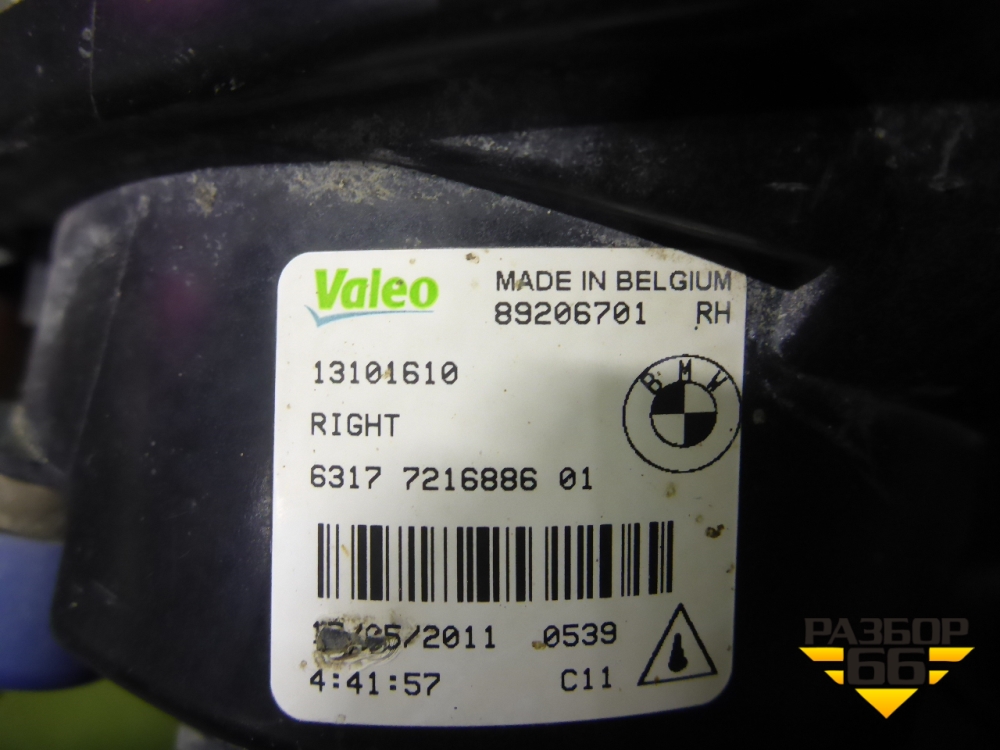 Valeo
MADE IN BELGIUM
89206701 RH
13101610
BMW
RIGHT
6317 7216886 01
/2011 0539
4:41:57 C11
РАЗБОР
66